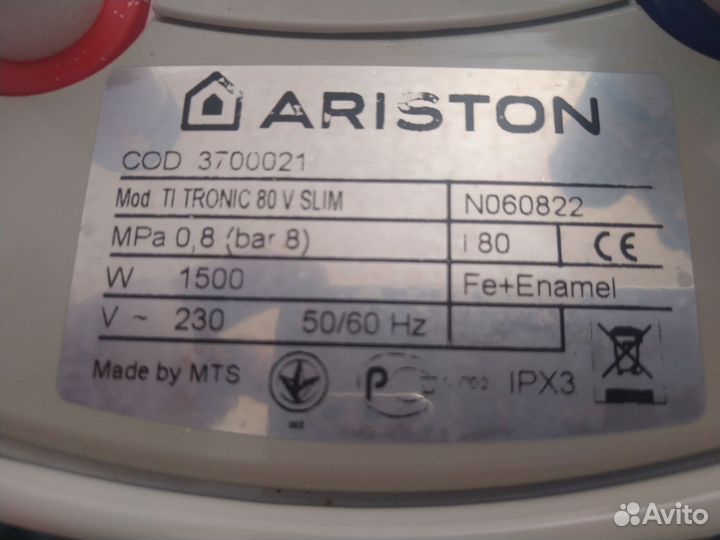 ARISTON
COD 3700021
Mod TI TRONIC 80 V SLIM N060822
MPa 0,8 (bar 8) l 80 CE
W 1500 Fe+Enamel
V ~ 230 50/60 Hz
Made by MTS P 002 IPX3
Avito